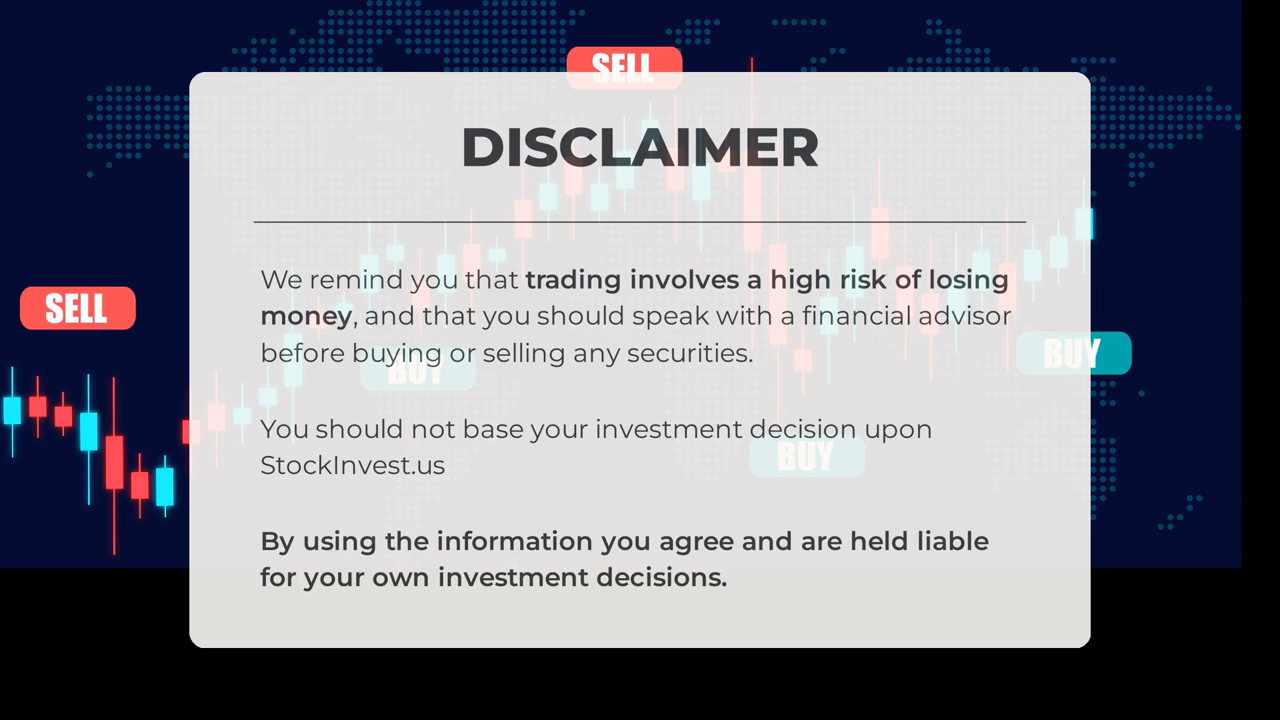 SELL
DISCLAIMER
We remind you that trading involves a high risk of losing
money, and that you should speak with a financial advisor
before buying or selling any securities.
You should not base your investment decision upon
StockInvest.us
By using the information you agree and are held liable
for your own investment decisions.
SELL
BUY
BUY
BUY